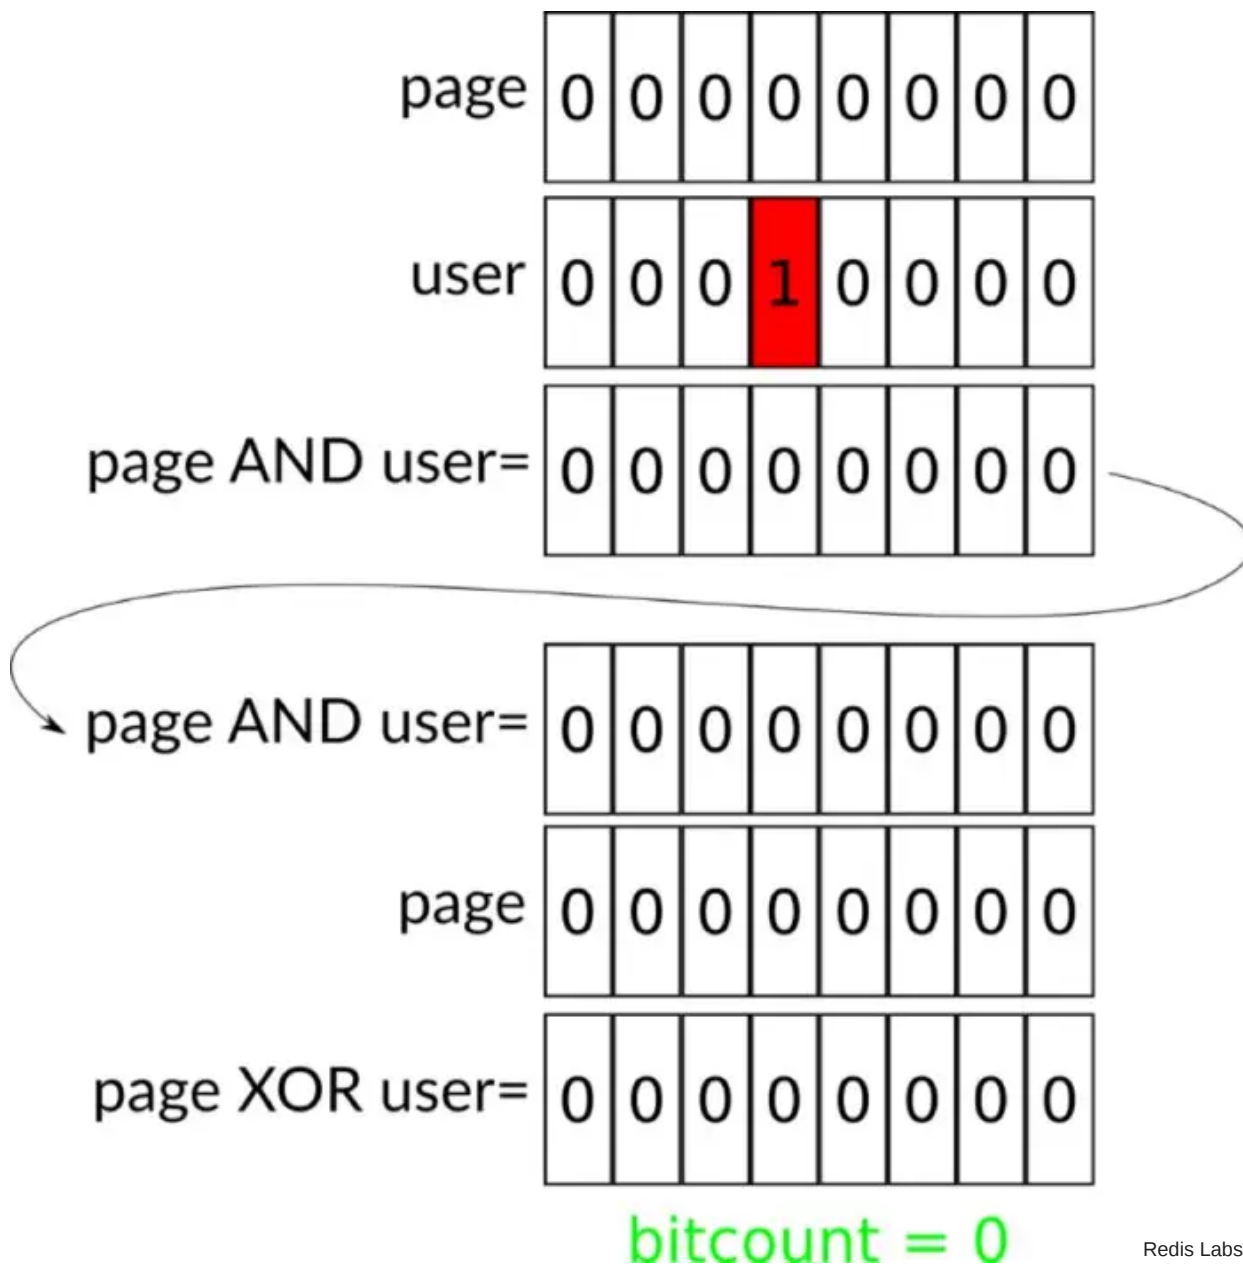 page 0 0 0 0 0 0 0 0
user 0 0 0 1 0 0 0 0
page AND user= 0 0 0 0 0 0 0 0
page AND user= 0 0 0 0 0 0 0 0
page 0 0 0 0 0 0 0 0
page XOR user= 0 0 0 0 0 0 0 0
bitcount = 0
Redis Labs